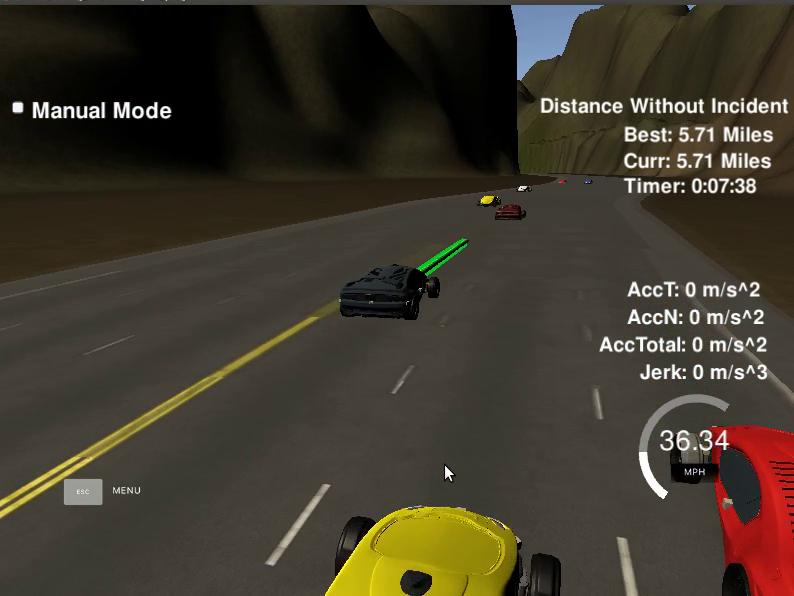 Manual Mode
Distance Without Incident
Best: 5.71 Miles
Curr: 5.71 Miles
Timer: 0:07:38
AccT: 0 m/s^2
AccN: 0 m/s^2
AccTotal: 0 m/s^2
Jerk: 0 m/s^3
36.34
MPH
ESC MENU